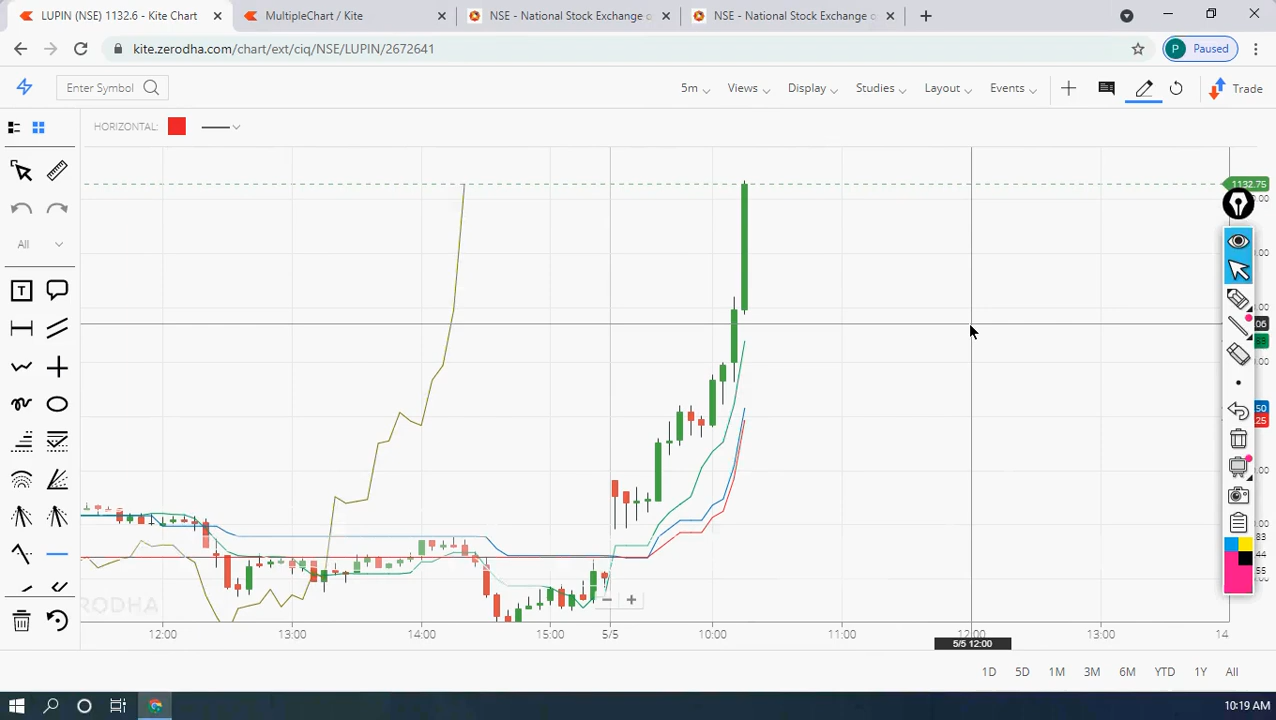 LUPIN (NSE) 1132.6 - Kite Chart
MultipleChart / Kite
NSE - National Stock Exchange o
NSE - National Stock Exchange o
kite.zerodha.com/chart/ext/ciq/NSE/LUPIN/2672641
P Paused
Enter Symbol
5m Views Display Studies Layout Events Trade
HORIZONTAL:
1132.75
All
T
ERODHA
12:00 13:00 14:00 15:00 5/5 10:00 11:00 12:00 13:00 14
5/5 12:00
1D 5D 1M 3M 6M YTD 1Y All
10:19 AM